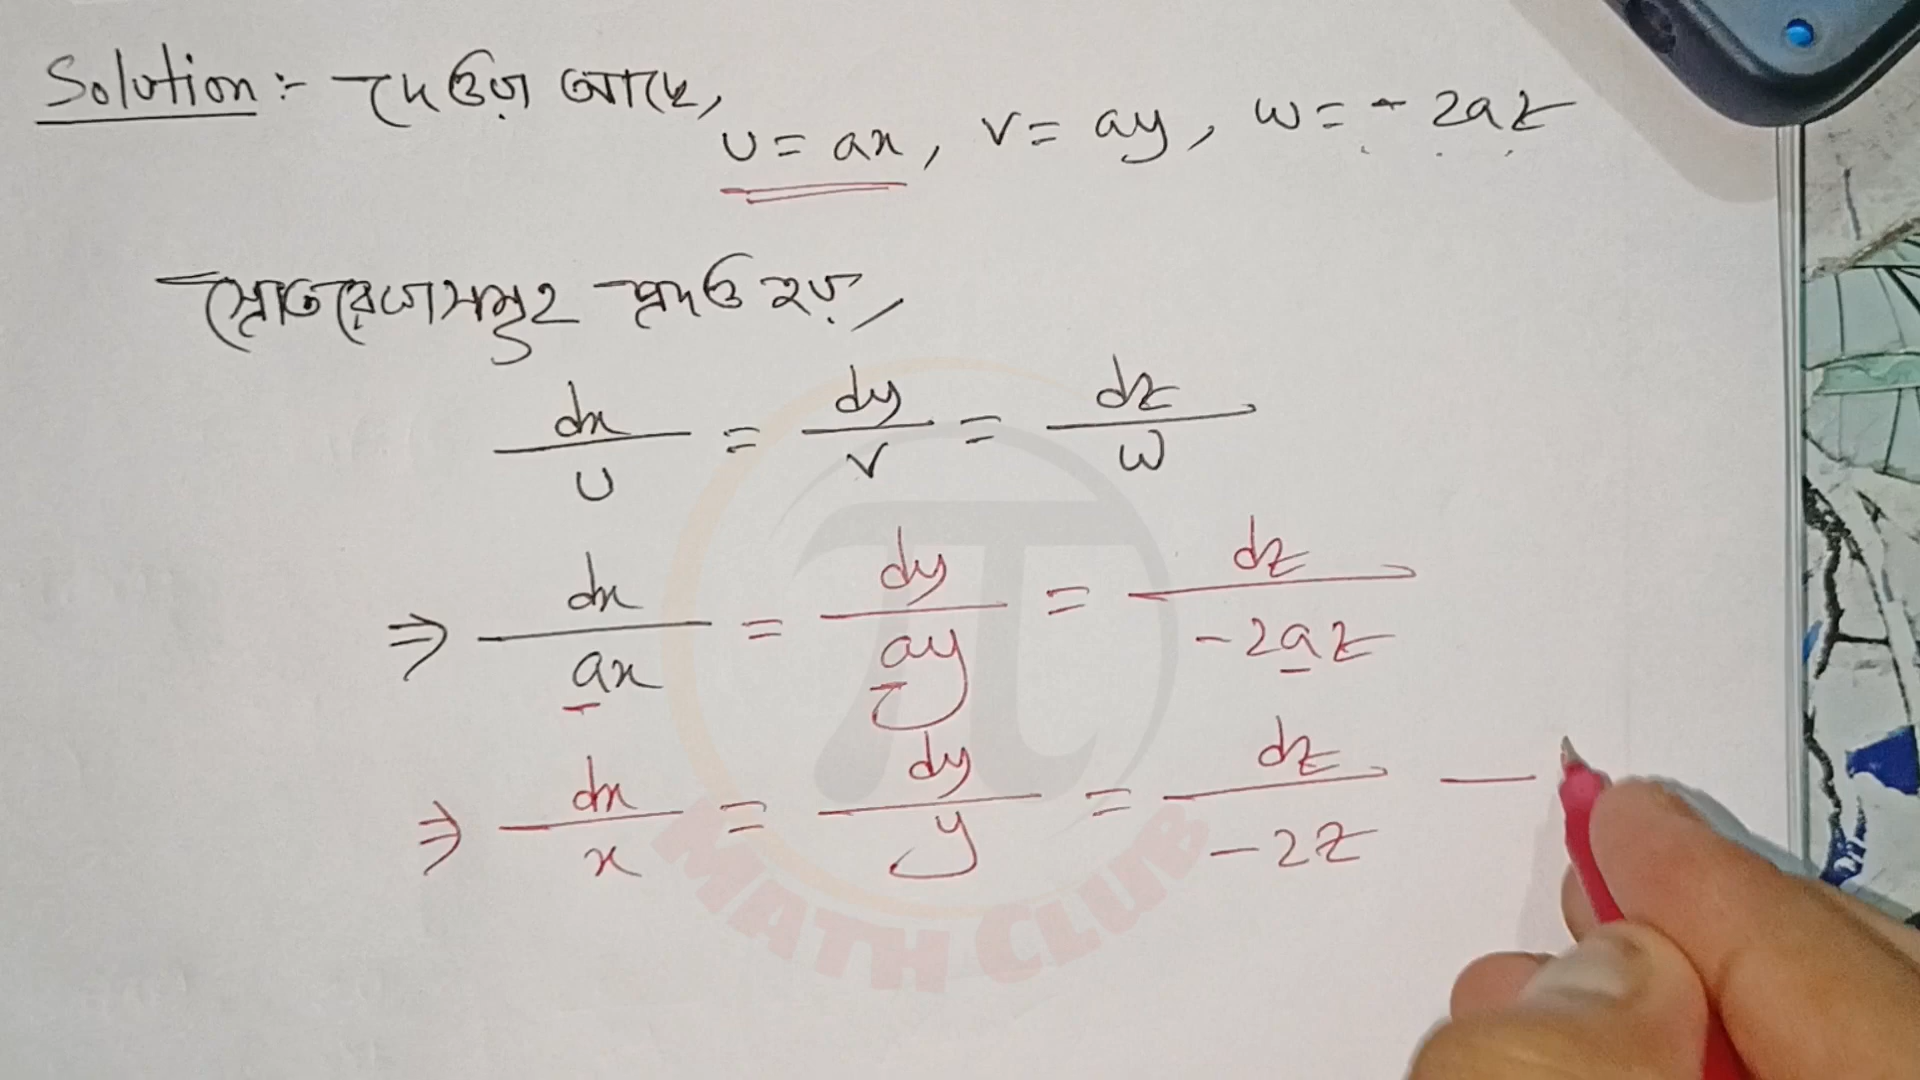 Solution :- দেওয়া আছে,
u = ax, v = ay, w = - 2az
স্রোতরেখাসমূহ প্রদত্ত হয়,
dx/u = dy/v = dz/w
⇒ dx/ax = dy/ay = dz/-2az
⇒ dx/x = dy/y = dz/-2z —
MATH CLUB